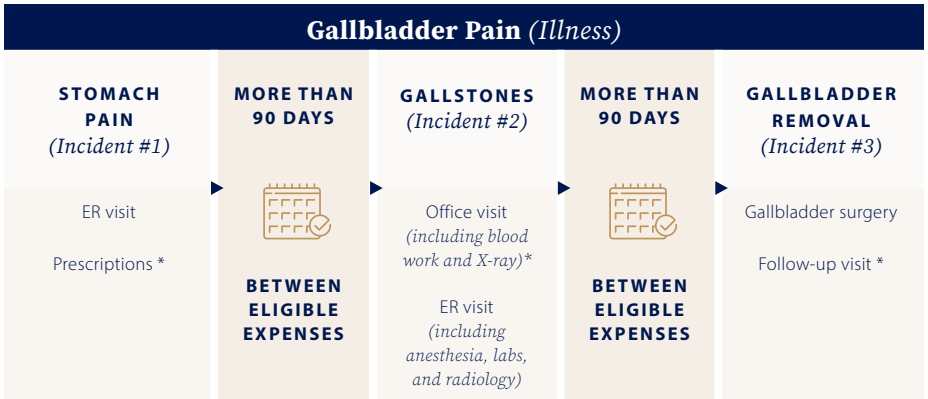 Gallbladder Pain (Illness)
STOMACH
PAIN
(Incident #1)
ER visit
Prescriptions *
MORE THAN
90 DAYS
BETWEEN
ELIGIBLE
EXPENSES
GALLSTONES
(Incident #2)
Office visit
(including blood
work and X-ray)*
ER visit
(including
anesthesia, labs,
and radiology)
MORE THAN
90 DAYS
BETWEEN
ELIGIBLE
EXPENSES
GALLBLADDER
REMOVAL
(Incident #3)
Gallbladder surgery
Follow-up visit *